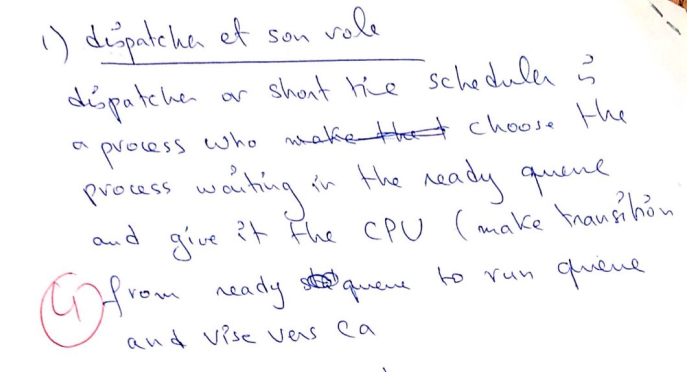 1) dispatcher et son role
dispatcher or short time scheduler is
a process who make that choose the
process waiting in the ready queue
and give it the CPU (make transition
4 from ready queue to run queue
and vise vers ca